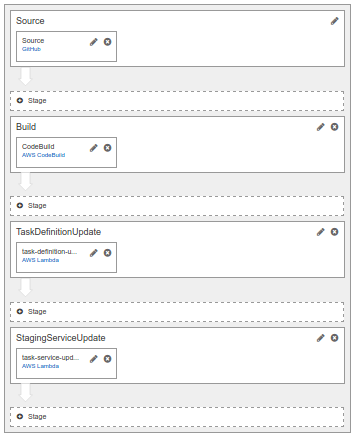 Source
Source
GitHub
Stage
Build
CodeBuild
AWS CodeBuild
Stage
TaskDefinitionUpdate
task-definition-u...
AWS Lambda
Stage
StagingServiceUpdate
task-service-upd...
AWS Lambda
Stage